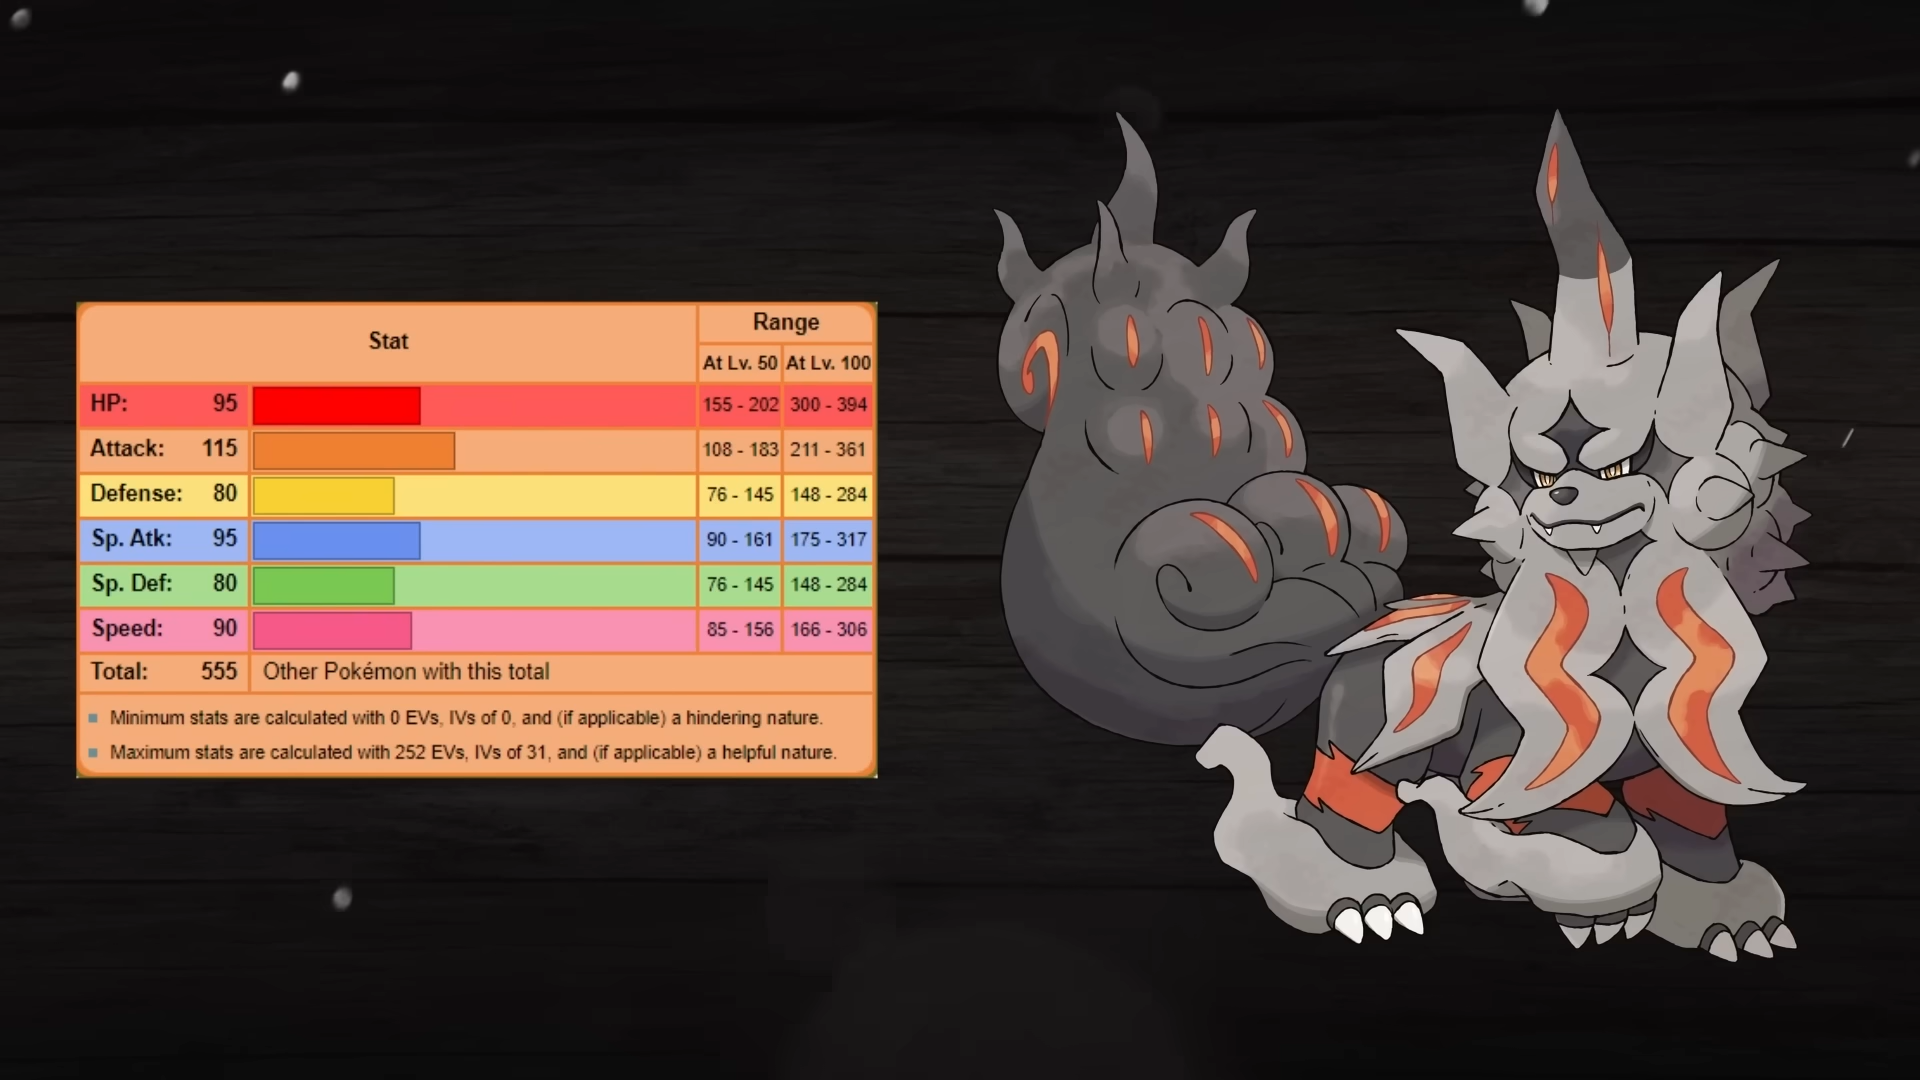 Stat
Range
At Lv. 50 At Lv. 100
HP: 95 155 - 202 300 - 394
Attack: 115 108 - 183 211 - 361
Defense: 80 76 - 145 148 - 284
Sp. Atk: 95 90 - 161 175 - 317
Sp. Def: 80 76 - 145 148 - 284
Speed: 90 85 - 156 166 - 306
Total: 555 Other Pokémon with this total
Minimum stats are calculated with 0 EVs, IVs of 0, and (if applicable) a hindering nature.
Maximum stats are calculated with 252 EVs, IVs of 31, and (if applicable) a helpful nature.